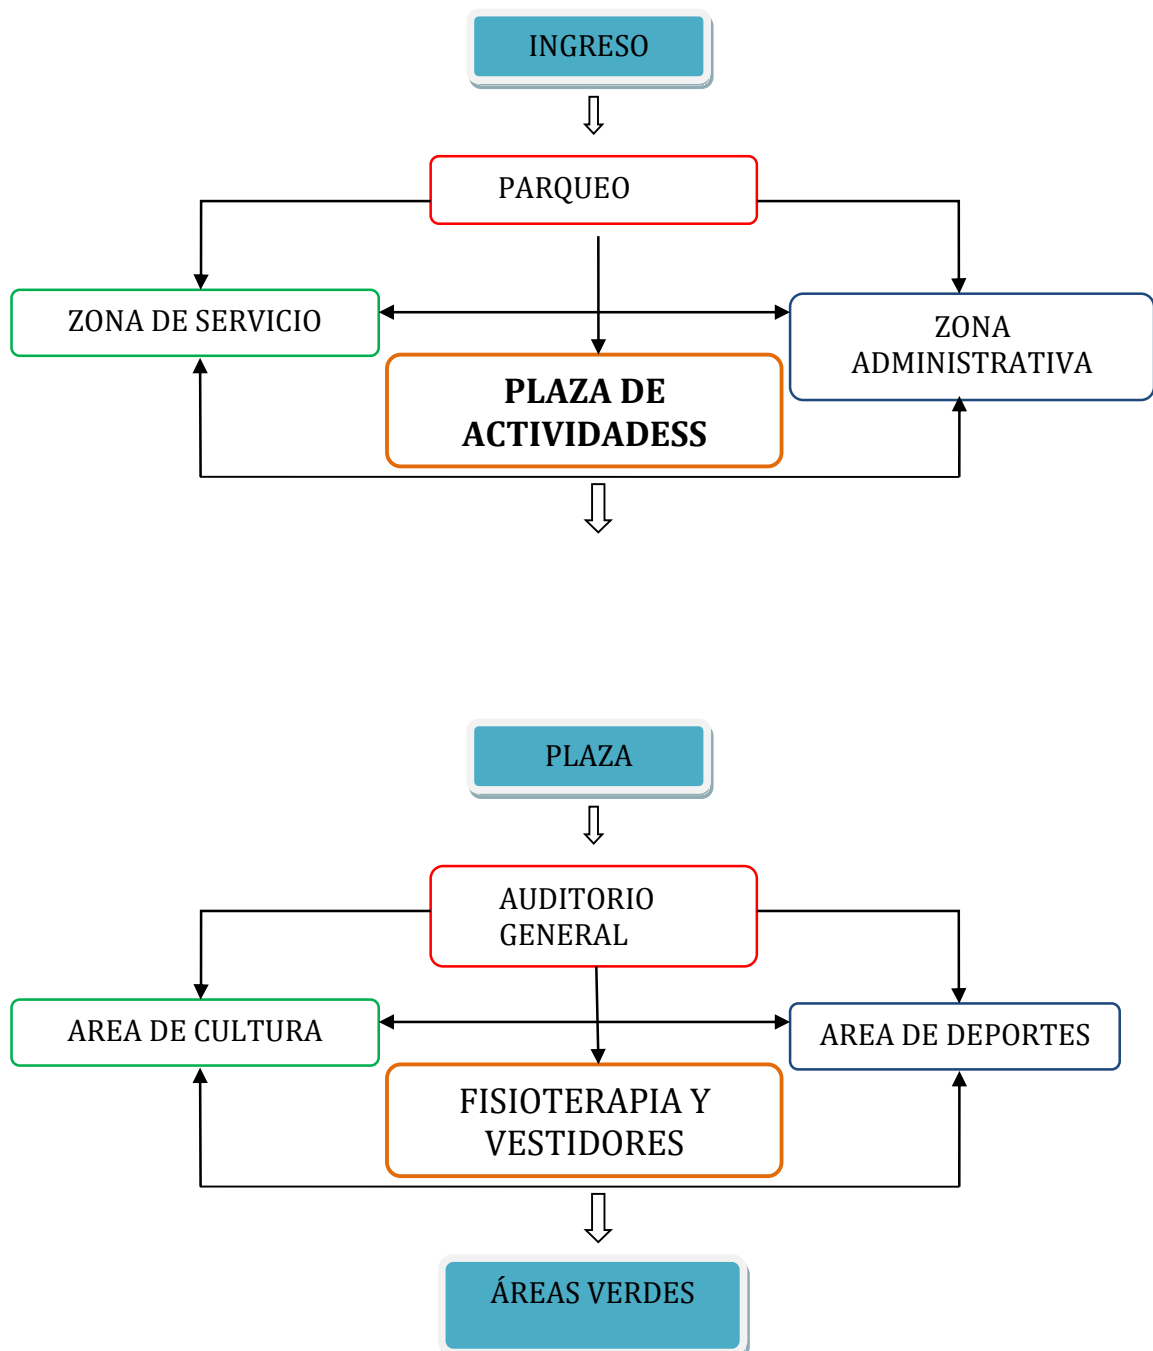 INGRESO
PARQUEO
ZONA DE SERVICIO
ZONA
ADMINISTRATIVA
PLAZA DE
ACTIVIDADESS
PLAZA
AUDITORIO
GENERAL
AREA DE CULTURA
AREA DE DEPORTES
FISIOTERAPIA Y
VESTIDORES
ÁREAS VERDES